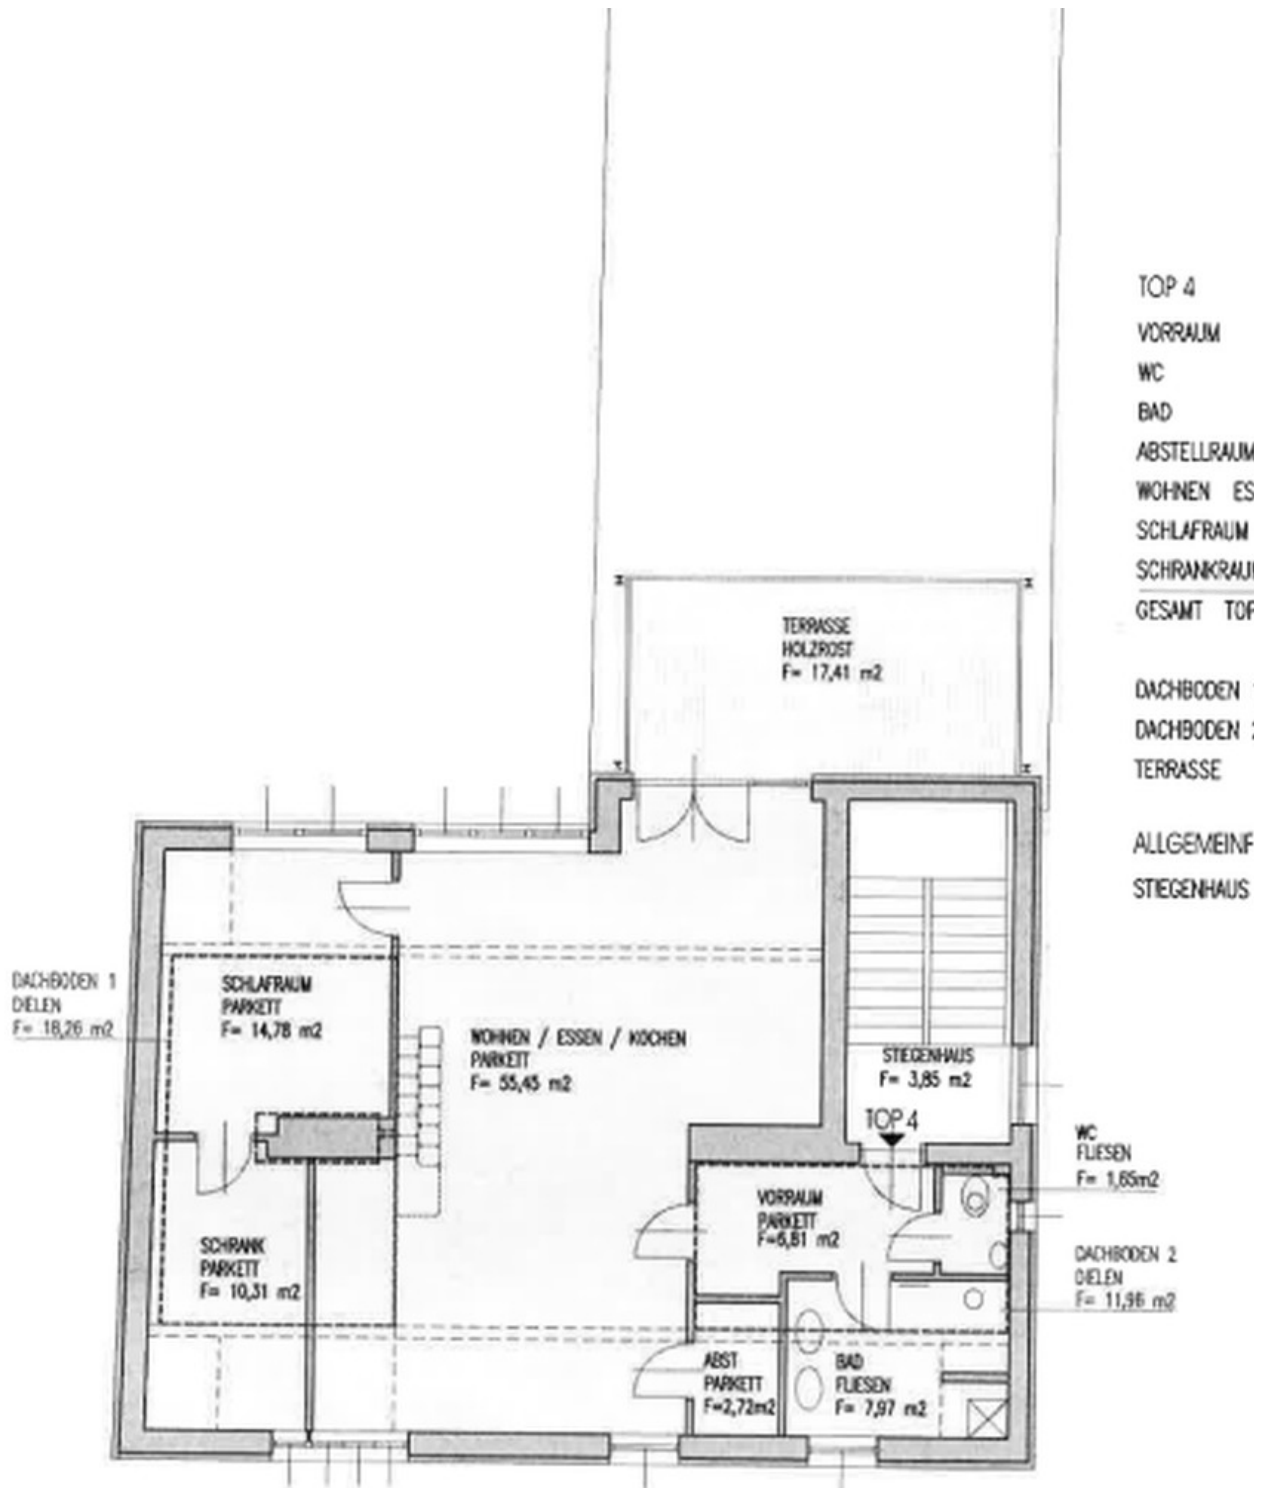 TOP 4
VORRAUM
WC
BAD
ABSTELLRAUM
WOHNEN ES
SCHLAFRAUM
SCHRANKRAU
GESAMT TOP
DACHBODEN
DACHBODEN
TERRASSE
ALLGEMEINF
STIEGENHAUS
TERRASSE
HOLZROST
F= 17,41 m2
DACHBODEN 1
DIELEN
F= 18,26 m2
SCHLAFRAUM
PARKETT
F= 14,78 m2
WOHNEN / ESSEN / KOCHEN
PARKETT
F= 55,45 m2
STIEGENHAUS
F= 3,85 m2
TOP 4
WC
FLIESEN
F= 1,65m2
VORRAUM
PARKETT
F=6,81 m2
SCHRANK
PARKETT
F= 10,31 m2
DACHBODEN 2
DIELEN
F= 11,96 m2
ABST
PARKETT
F=2,72m2
BAD
FLIESEN
F= 7,97 m2